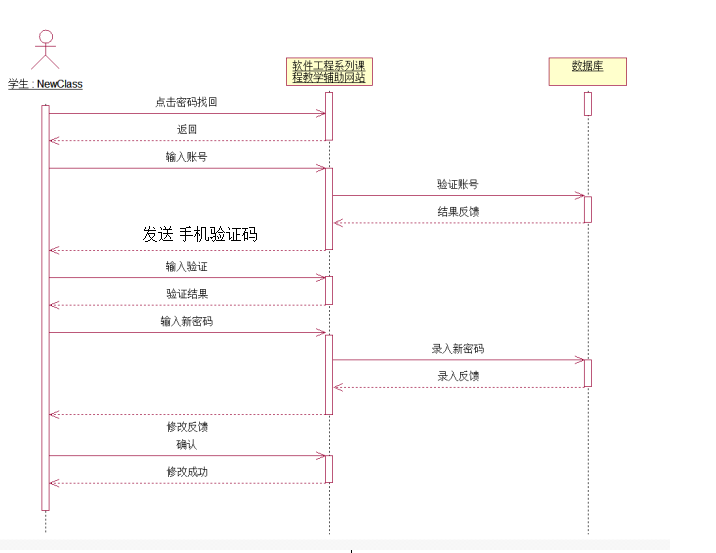 软件工程系列课
程教学辅助网站
数据库
学生 : NewClass
点击密码找回
返回
输入账号
验证账号
结果反馈
发送 手机验证码
输入验证
验证结果
输入新密码
录入新密码
录入反馈
修改反馈
确认
修改成功